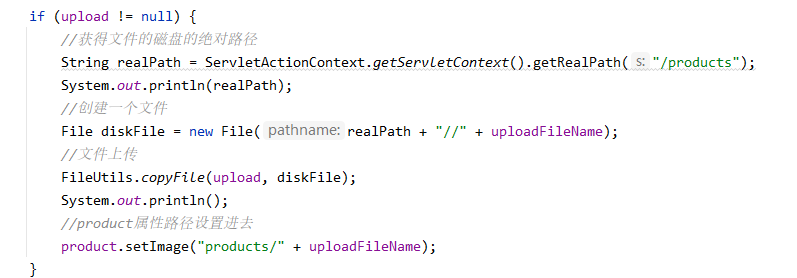 if (upload != null) {
//获得文件的磁盘的绝对路径
String realPath = ServletActionContext.getServletContext().getRealPath( s: "/products");
System.out.println(realPath);
//创建一个文件
File diskFile = new File( pathname: realPath + "//" + uploadFileName);
//文件上传
FileUtils.copyFile(upload, diskFile);
System.out.println();
//product属性路径设置进去
product.setImage("products/" + uploadFileName);
}